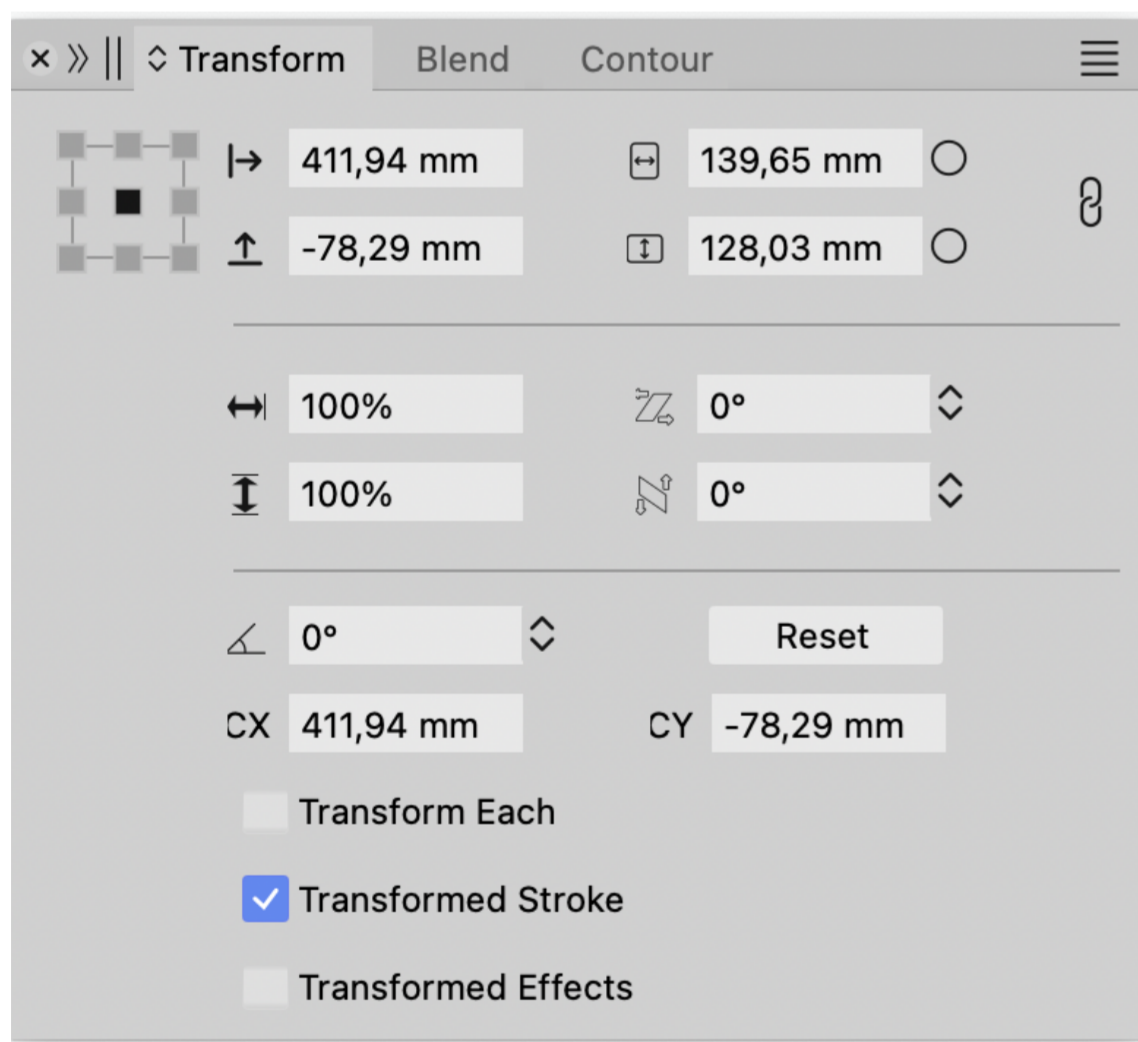 Transform Blend Contour
411,94 mm 139,65 mm
-78,29 mm 128,03 mm
100% 0°
100% 0°
0° Reset
CX 411,94 mm CY -78,29 mm
Transform Each
Transformed Stroke
Transformed Effects